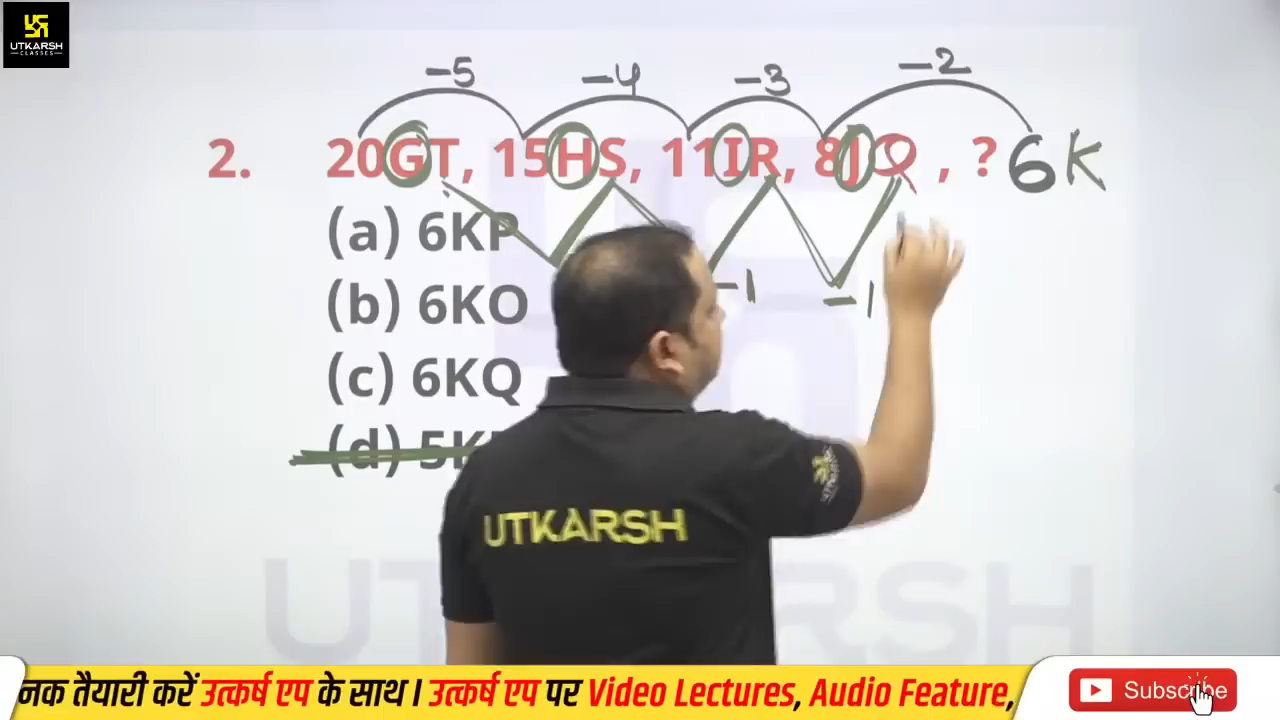 UTKARSH
CLASSES
-5 -4 -3 -2
2. 20GT, 15HS, 11IR, 8JQ , ? 6K
(a) 6KP
(b) 6KO
-1 -1
(c) 6KQ
(d)
UTKARSH
नक तैयारी करें उत्कर्ष एप के साथ । उत्कर्ष एप पर Video Lectures, Audio Feature,
Subscribe